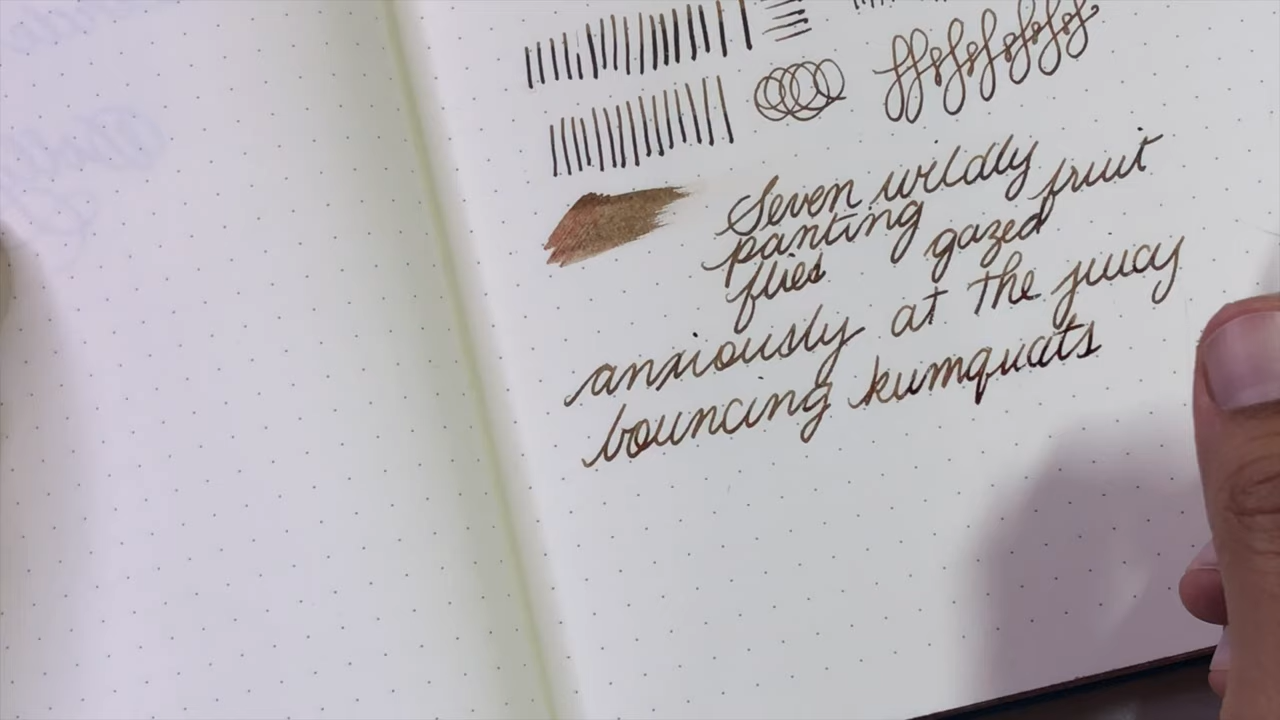 Seven wildly
panting fruit
flies gazed
anxiously at the juicy
bouncing kumquats